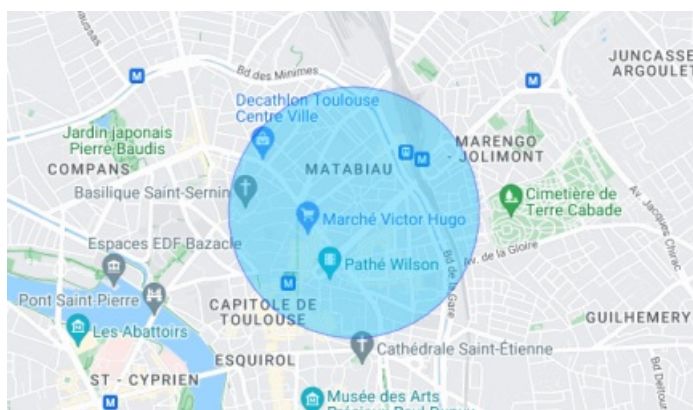 JUNCASSE
ARGOULET
Bd des Minimes
Decathlon Toulouse
Centre Ville
Jardin japonais
Pierre Baudis
MARENGO
- JOLIMONT
COMPANS
MATABIAU
Basilique Saint-Sernin
Cimetière de
Terre Cabade
Av. Jacques Chirac
Marché Victor Hugo
Espaces EDF Bazacle
Av. de la Gloire
Pathé Wilson
Bd de la Gare
Pont Saint-Pierre
CAPITOLE DE
TOULOUSE
GUILHEMERY
Les Abattoirs
ESQUIROL
Cathédrale Saint-Étienne
ST - CYPRIEN
Musée des Arts
M
M
M
M
M